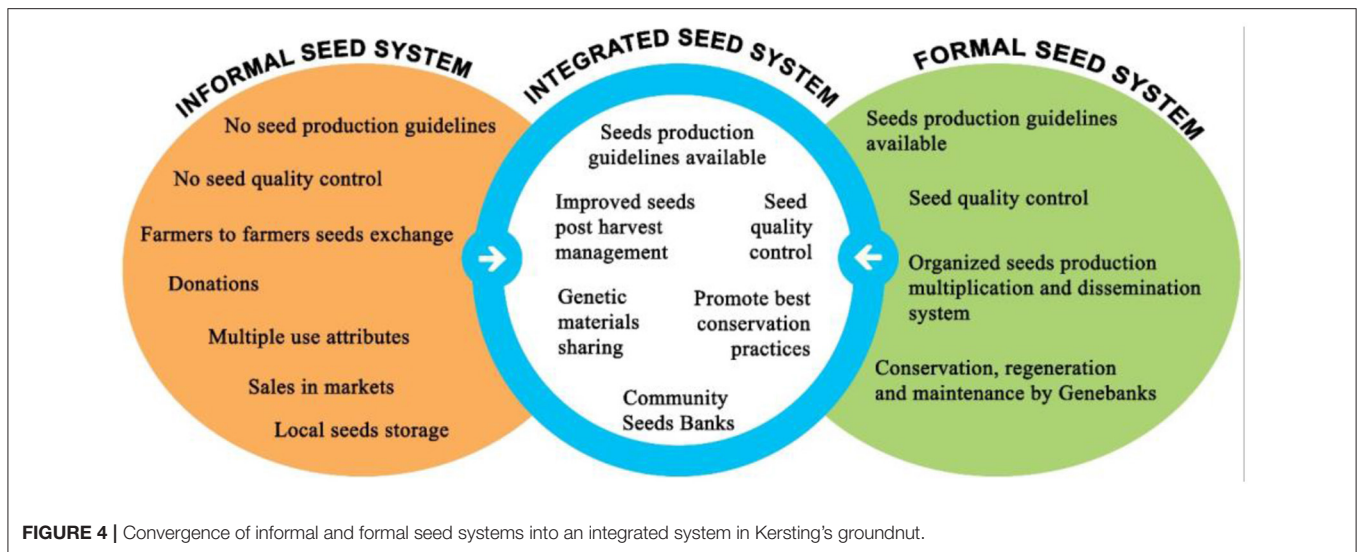 INFORMAL SEED SYSTEM
No seed production guidelines
No seed quality control
Farmers to farmers seeds exchange
Donations
Multiple use attributes
Sales in markets
Local seeds storage
INTEGRATED SEED SYSTEM
Seeds production
guidelines available
Improved seeds
post harvest
management
Seed
quality
control
Genetic
materials
sharing
Promote best
conservation
practices
Community
Seeds Banks
FORMAL SEED SYSTEM
Seeds production guidelines
available
Seed quality control
Organized seeds production
multiplication and dissemination
system
Conservation, regeneration
and maintenance by Genebanks
FIGURE 4 | Convergence of informal and formal seed systems into an integrated system in Kersting's groundnut.